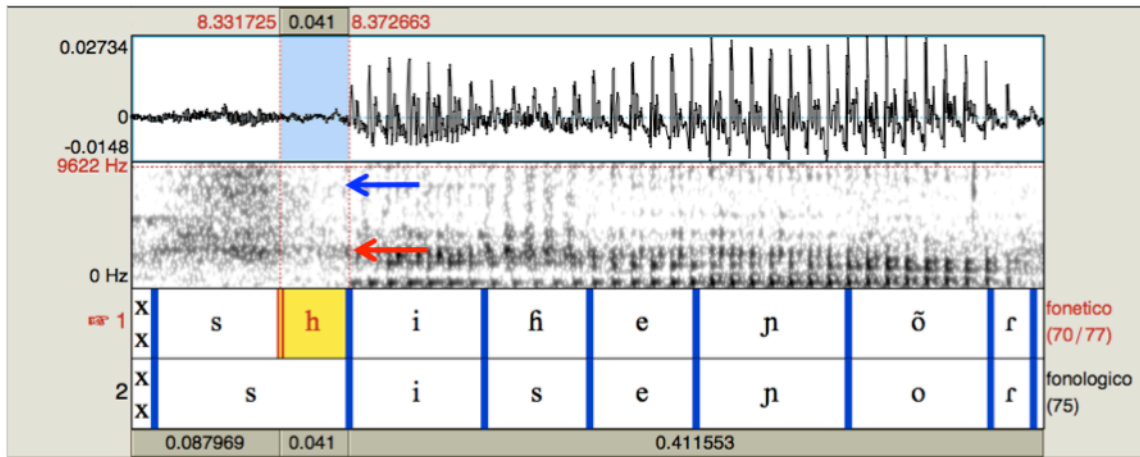 8.331725 0.041 8.372663
0.02734
0
-0.0148
9622 Hz
0 Hz
1 x x s h i ɦ e ɲ õ ɾ fonetico (70/77)
2 x x s i s e ɲ o ɾ fonologico (75)
0.087969 0.041 0.411553